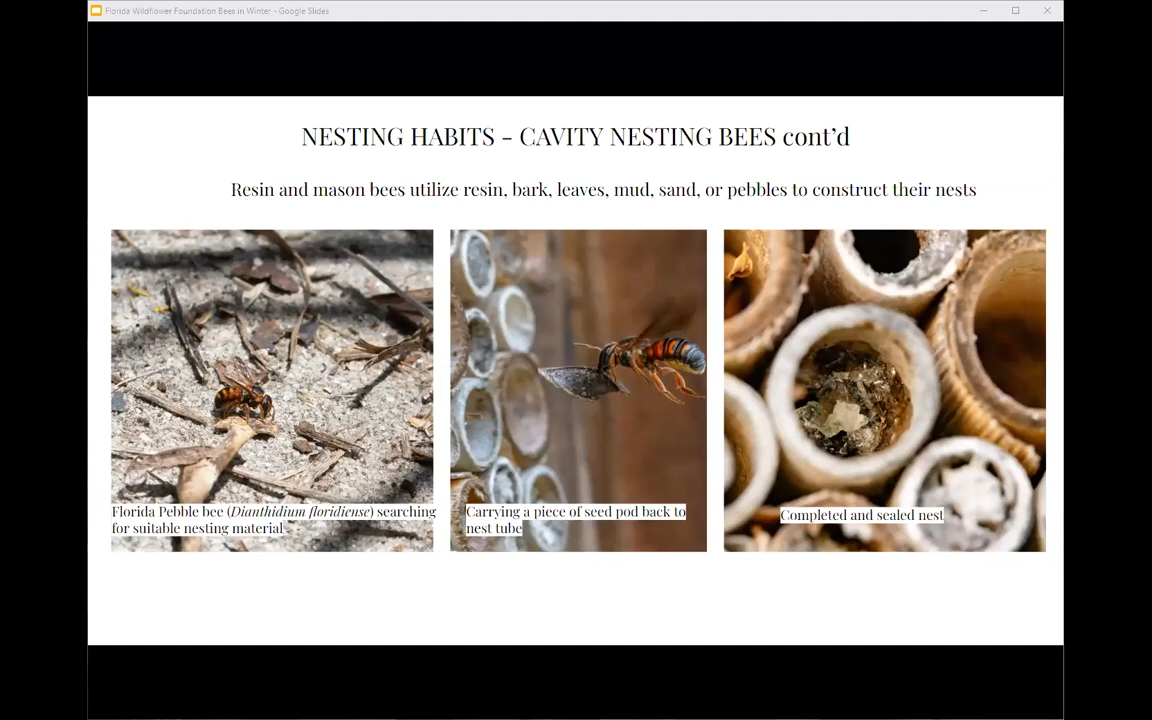 Florida Wildflower Foundation Bees in Winter - Google Slides
NESTING HABITS - CAVITY NESTING BEES cont’d
Resin and mason bees utilize resin, bark, leaves, mud, sand, or pebbles to construct their nests
Florida Pebble bee (Dianthidium floridiense) searching
for suitable nesting material
Carrying a piece of seed pod back to
nest tube
Completed and sealed nest